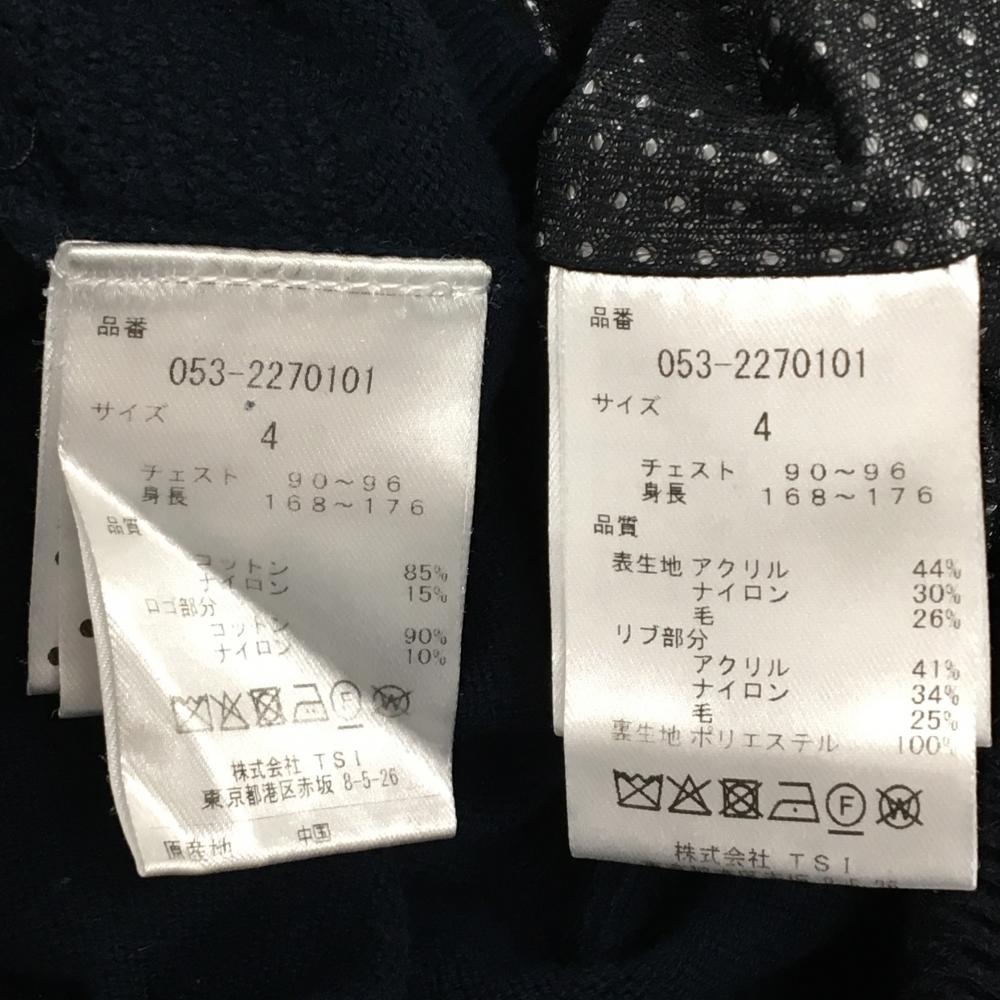 品番
053-2270101
サイズ
4
チェスト 90～96
身長 168～176
品質
コットン 85%
ナイロン 15%
ロゴ部分
コットン 90%
ナイロン 10%
株式会社 TSI
東京都港区赤坂 8-5-26
原産地 中国
品番
053-2270101
サイズ
4
チェスト 90～96
身長 168～176
品質
表生地 アクリル 44%
ナイロン 30%
毛 26%
リブ部分
アクリル 41%
ナイロン 34%
毛 25%
裏生地 ポリエステル 100%
F
W
株式会社 TSI
8-5-26